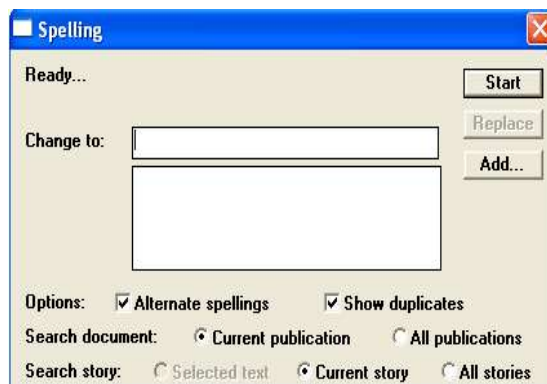 Spelling
Ready...
Start
Replace
Change to:
Add...
Options: Alternate spellings Show duplicates
Search document: Current publication All publications
Search story: Selected text Current story All stories